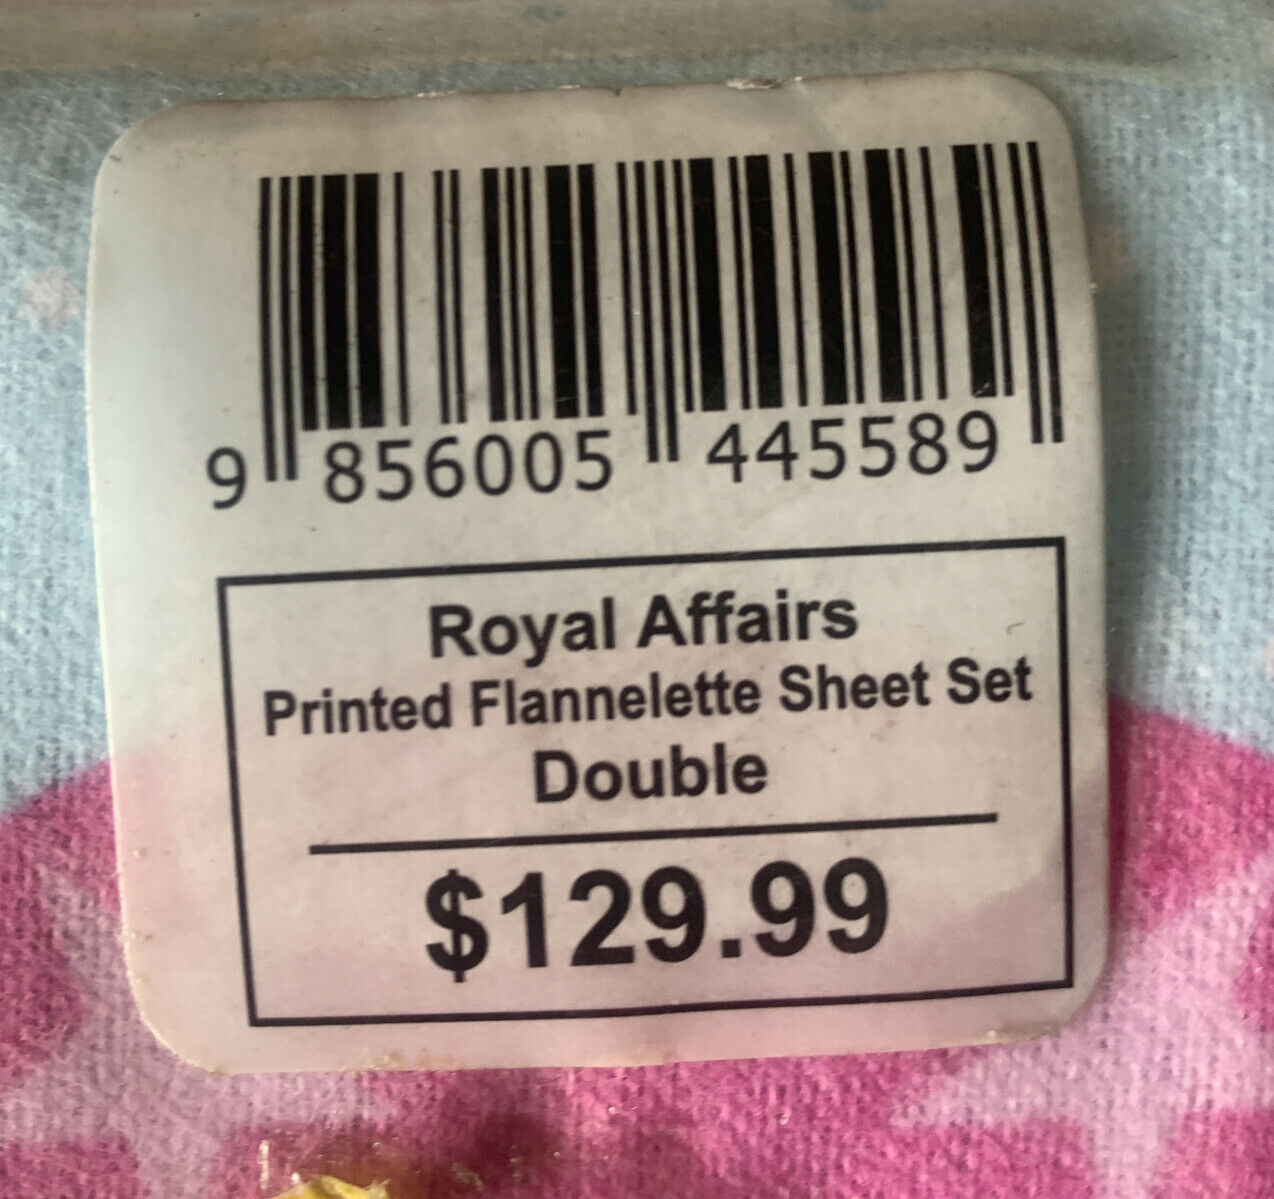 9 856005 445589
Royal Affairs
Printed Flannelette Sheet Set
Double
$129.99